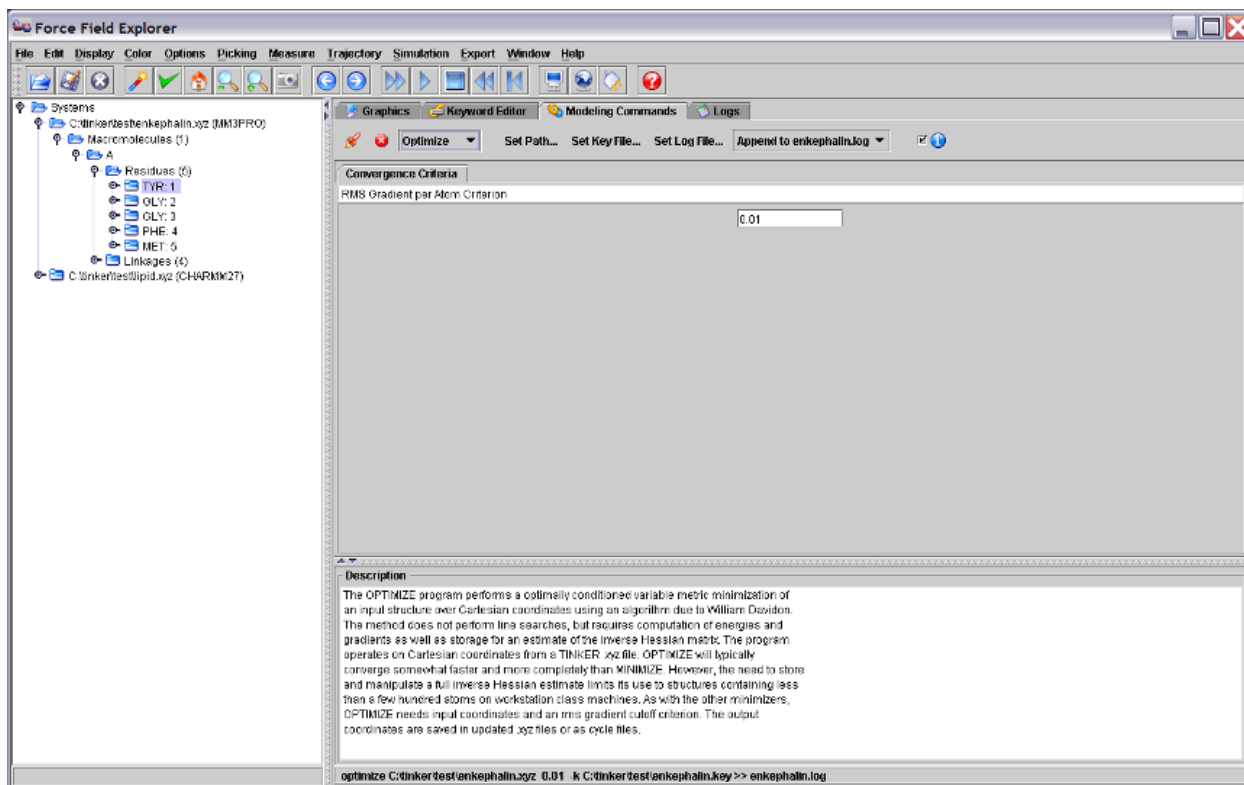 Force Field Explorer
File Edit Display Color Options Picking Measure Trajectory Simulation Export Window Help
Systems
C:\tinker\test\enkephalin.xyz (MM3PRO)
Macromolecules (1)
A
Residues (5)
TYR: 1
GLY: 2
GLY: 3
PHE: 4
MET: 5
Linkages (4)
C:\tinker\test\lipid.xyz (CHARMM27)
Graphics Keyword Editor Modeling Commands Logs
Optimize Set Path... Set Key File... Set Log File... Append to enkephalin.log
Convergence Criteria
RMS Gradient per Atom Criterion
0.01
Description
The OPTIMIZE program performs a optimally conditioned variable metric minimization of
an input structure over Cartesian coordinates using an algorithm due to William Davidon.
The method does not perform line searches, but requires computation of energies and
gradients as well as storage for an estimate of the inverse Hessian matrix. The program
operates on Cartesian coordinates from a TINKER .xyz file. OPTIMIZE will typically
converge somewhat faster and more completely than MINIMIZE. However, the need to store
and manipulate a full inverse Hessian estimate limits its use to structures containing less
than a few hundred atoms on workstation class machines. As with the other minimizers,
OPTIMIZE needs input coordinates and an rms gradient cutoff criterion. The output
coordinates are saved in updated .xyz files or as cycle files.
optimize C:\tinker\test\enkephalin.xyz 0.01 -k C:\tinker\test\enkephalin.key >> enkephalin.log